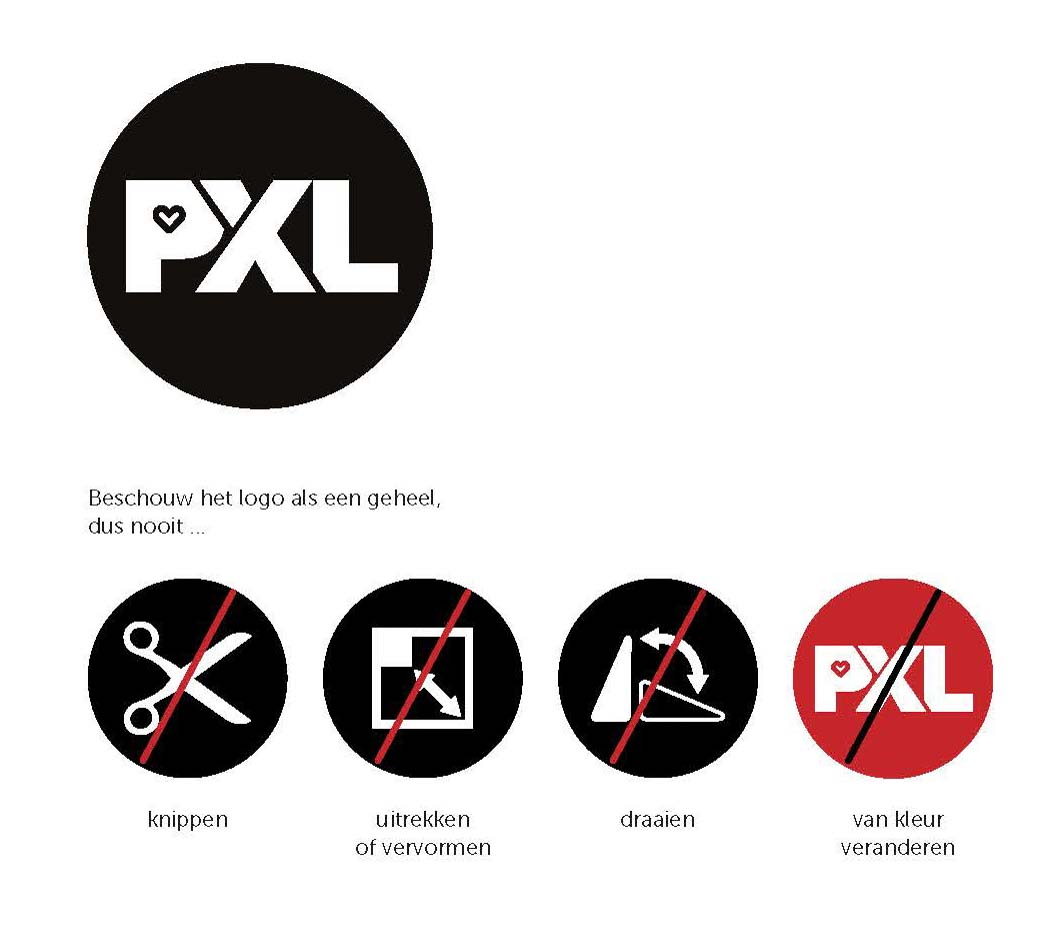 PXL
Beschouw het logo als een geheel,
dus nooit ...
knippen
uitrekken
of vervormen
draaien
PXL
van kleur
veranderen